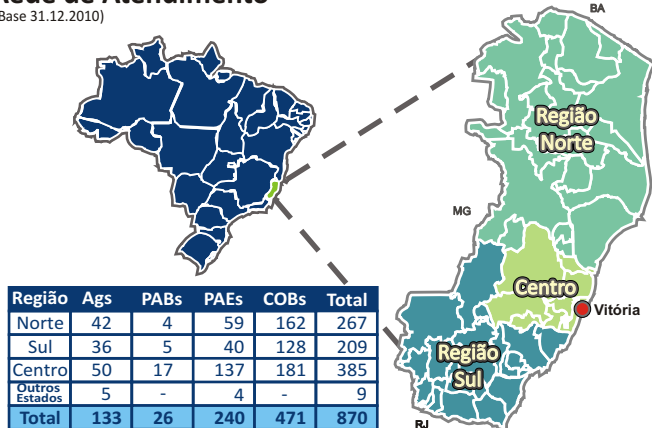 Rede de Atendimento
(Base 31.12.2010)
BA
Região
Norte
MG
Centro
Vitória
Região
Sul
RJ
Região Ags PABs PAEs COBs Total
Norte 42 4 59 162 267
Sul 36 5 40 128 209
Centro 50 17 137 181 385
Outros
Estados 5 - 4 - 9
Total 133 26 240 471 870